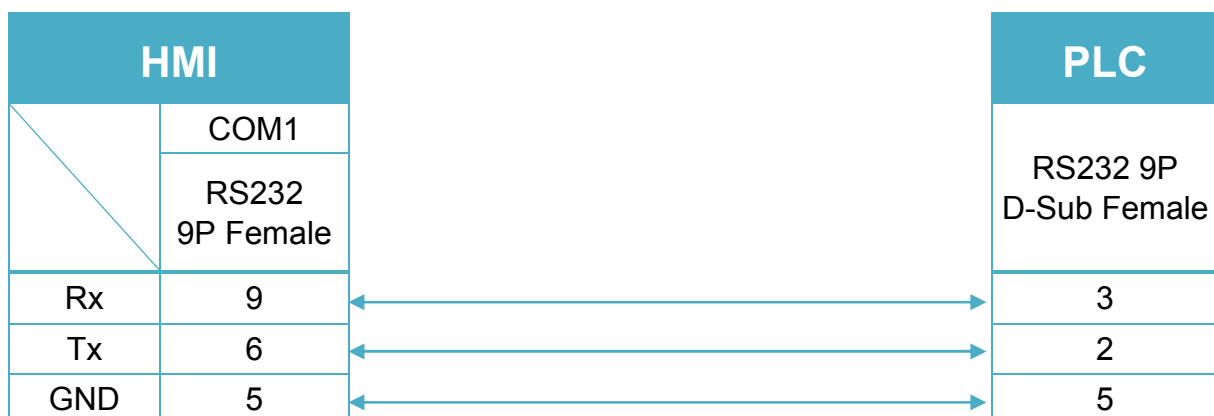 HMI
PLC
COM1
RS232
9P Female
RS232 9P
D-Sub Female
Rx 9 3
Tx 6 2
GND 5 5